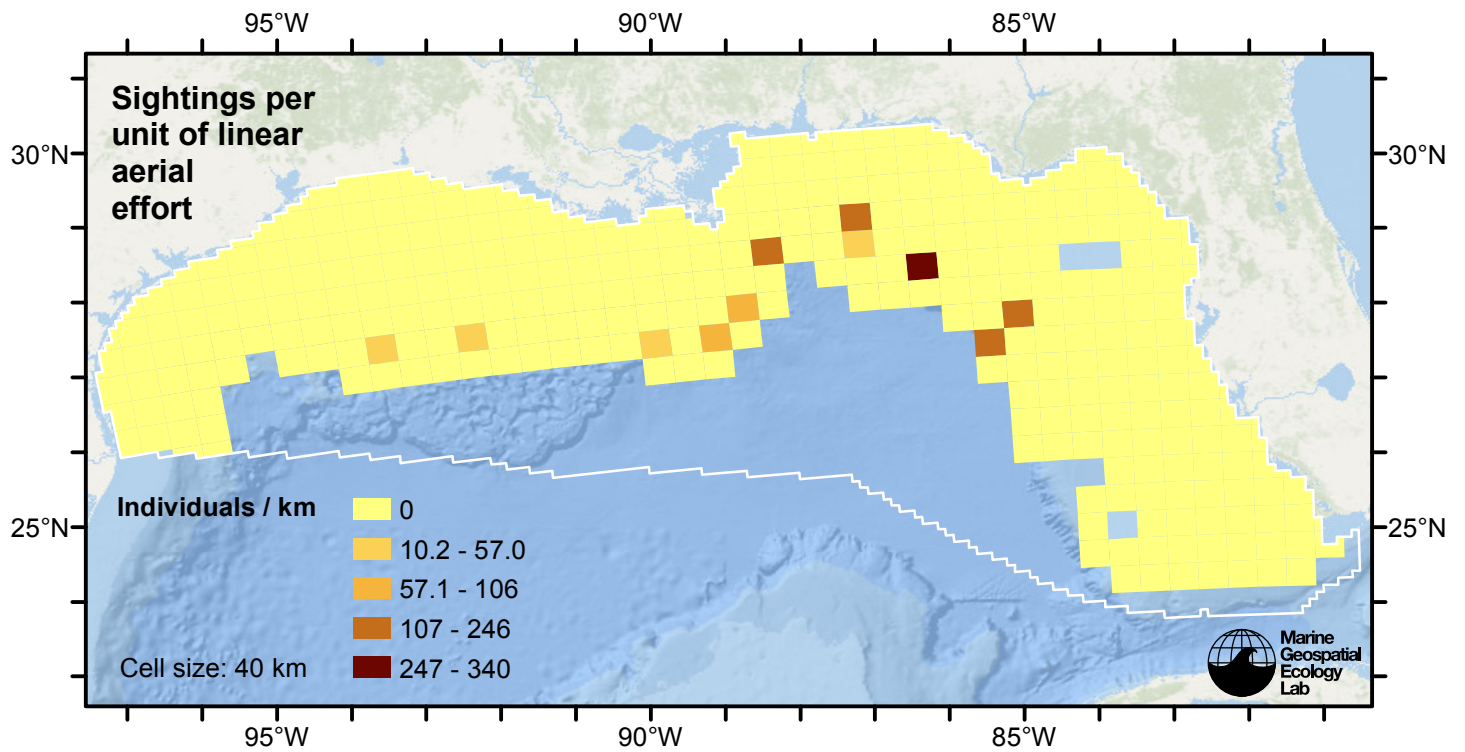 95°W
90°W
85°W
Sightings per
unit of linear
aerial
effort
30°N
30°N
25°N
25°N
Individuals / km
0
10.2 - 57.0
57.1 - 106
107 - 246
247 - 340
Cell size: 40 km
Marine
Geospatial
Ecology
Lab
95°W
90°W
85°W